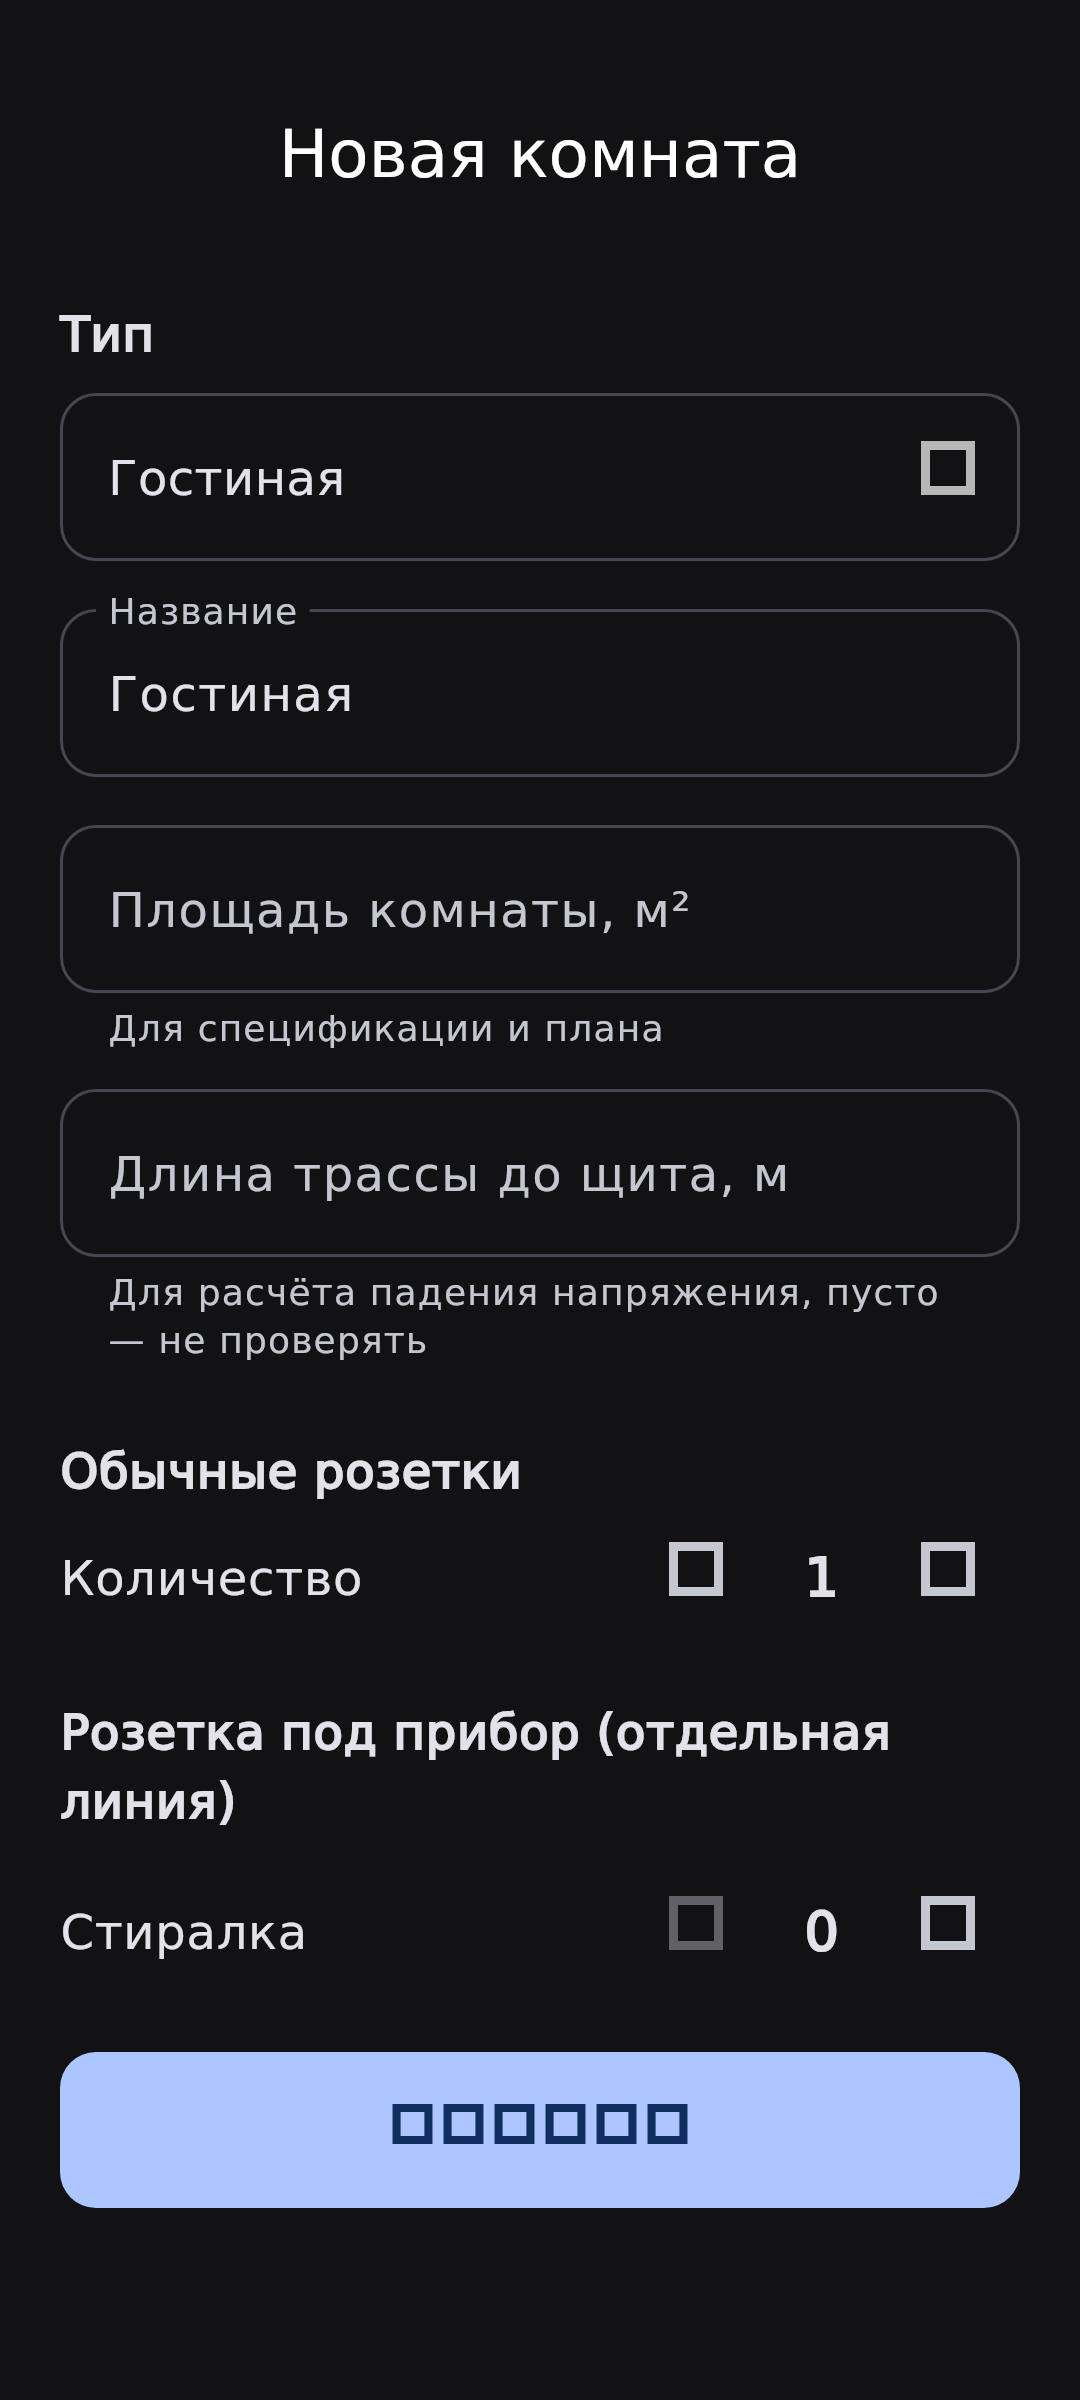 Новая комната
Тип
Гостиная
Название
Гостиная
Площадь комнаты, м²
Для спецификации и плана
Длина трассы до щита, м
Для расчёта падения напряжения, пусто
— не проверять
Обычные розетки
Количество 1
Розетка под прибор (отдельная
линия)
Стиралка 0